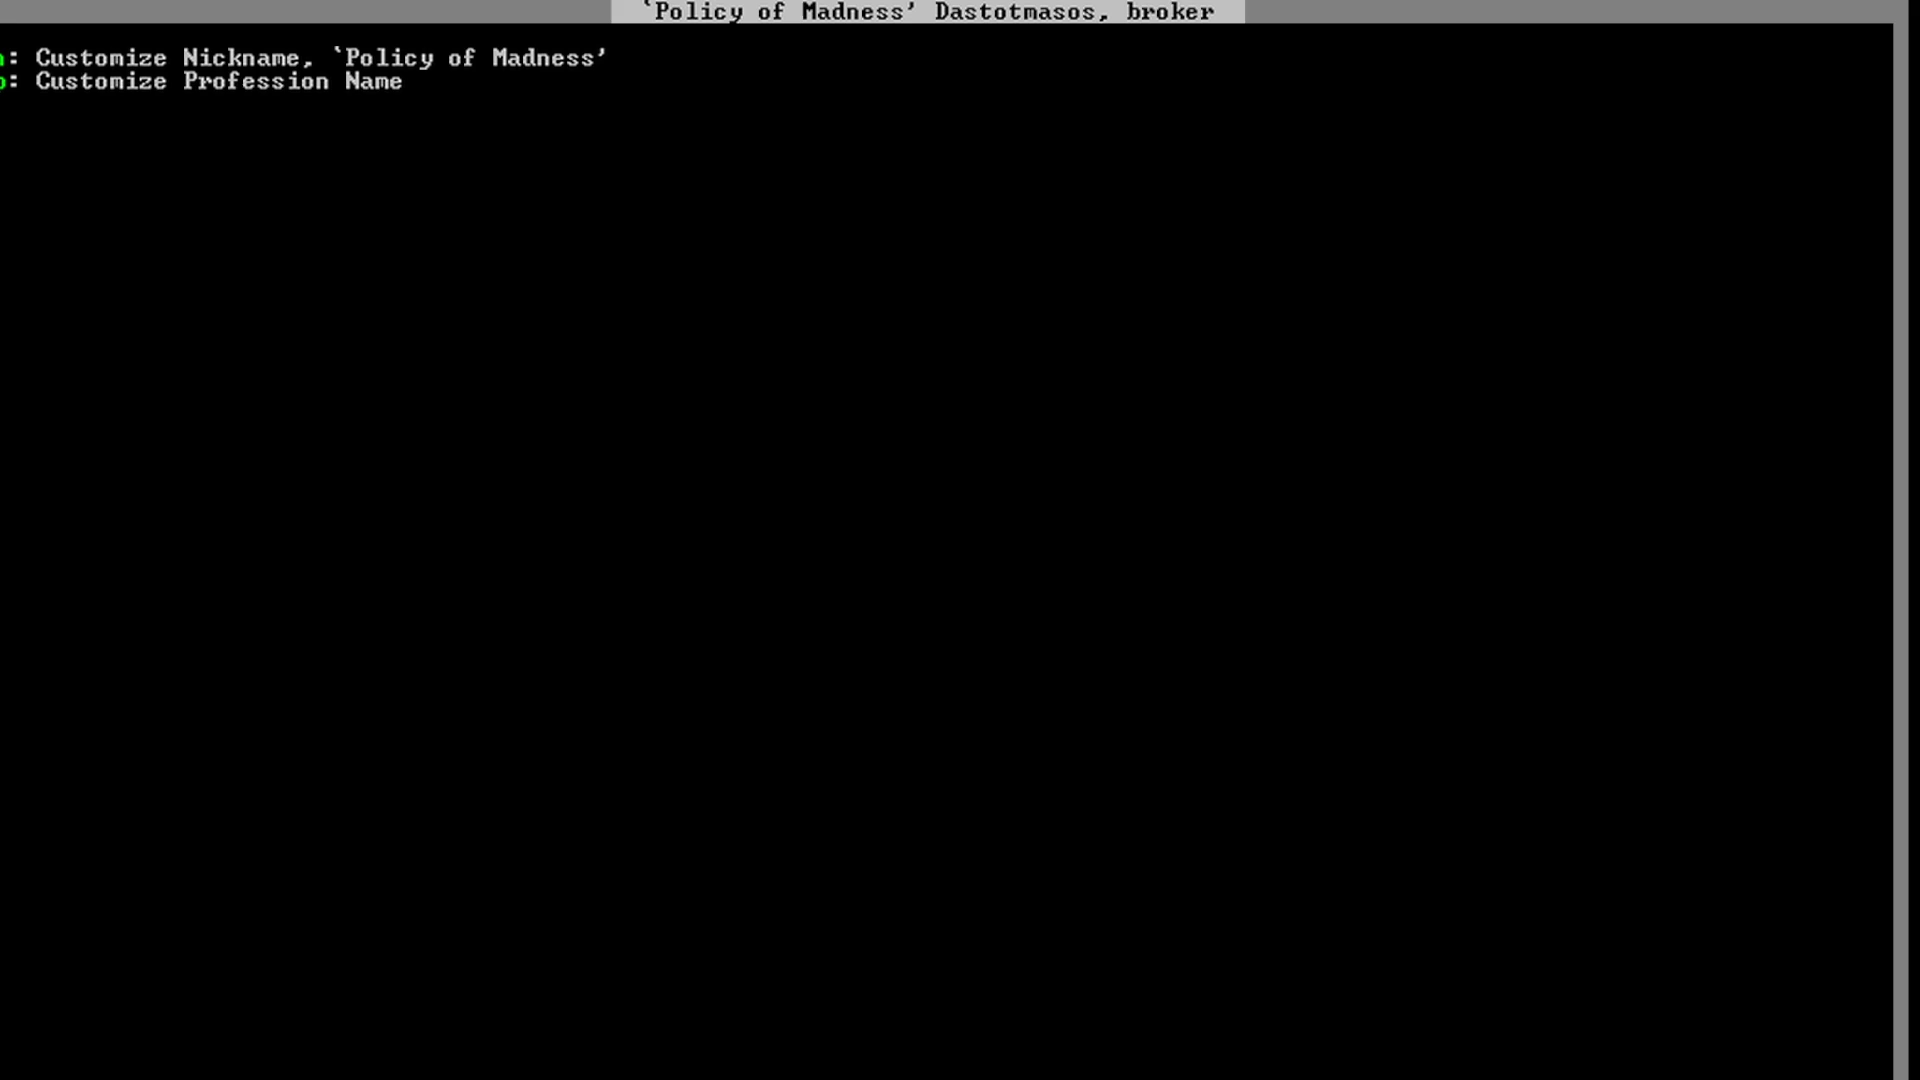 `Policy of Madness' Dastotmasos, broker
n: Customize Nickname, `Policy of Madness'
p: Customize Profession Name